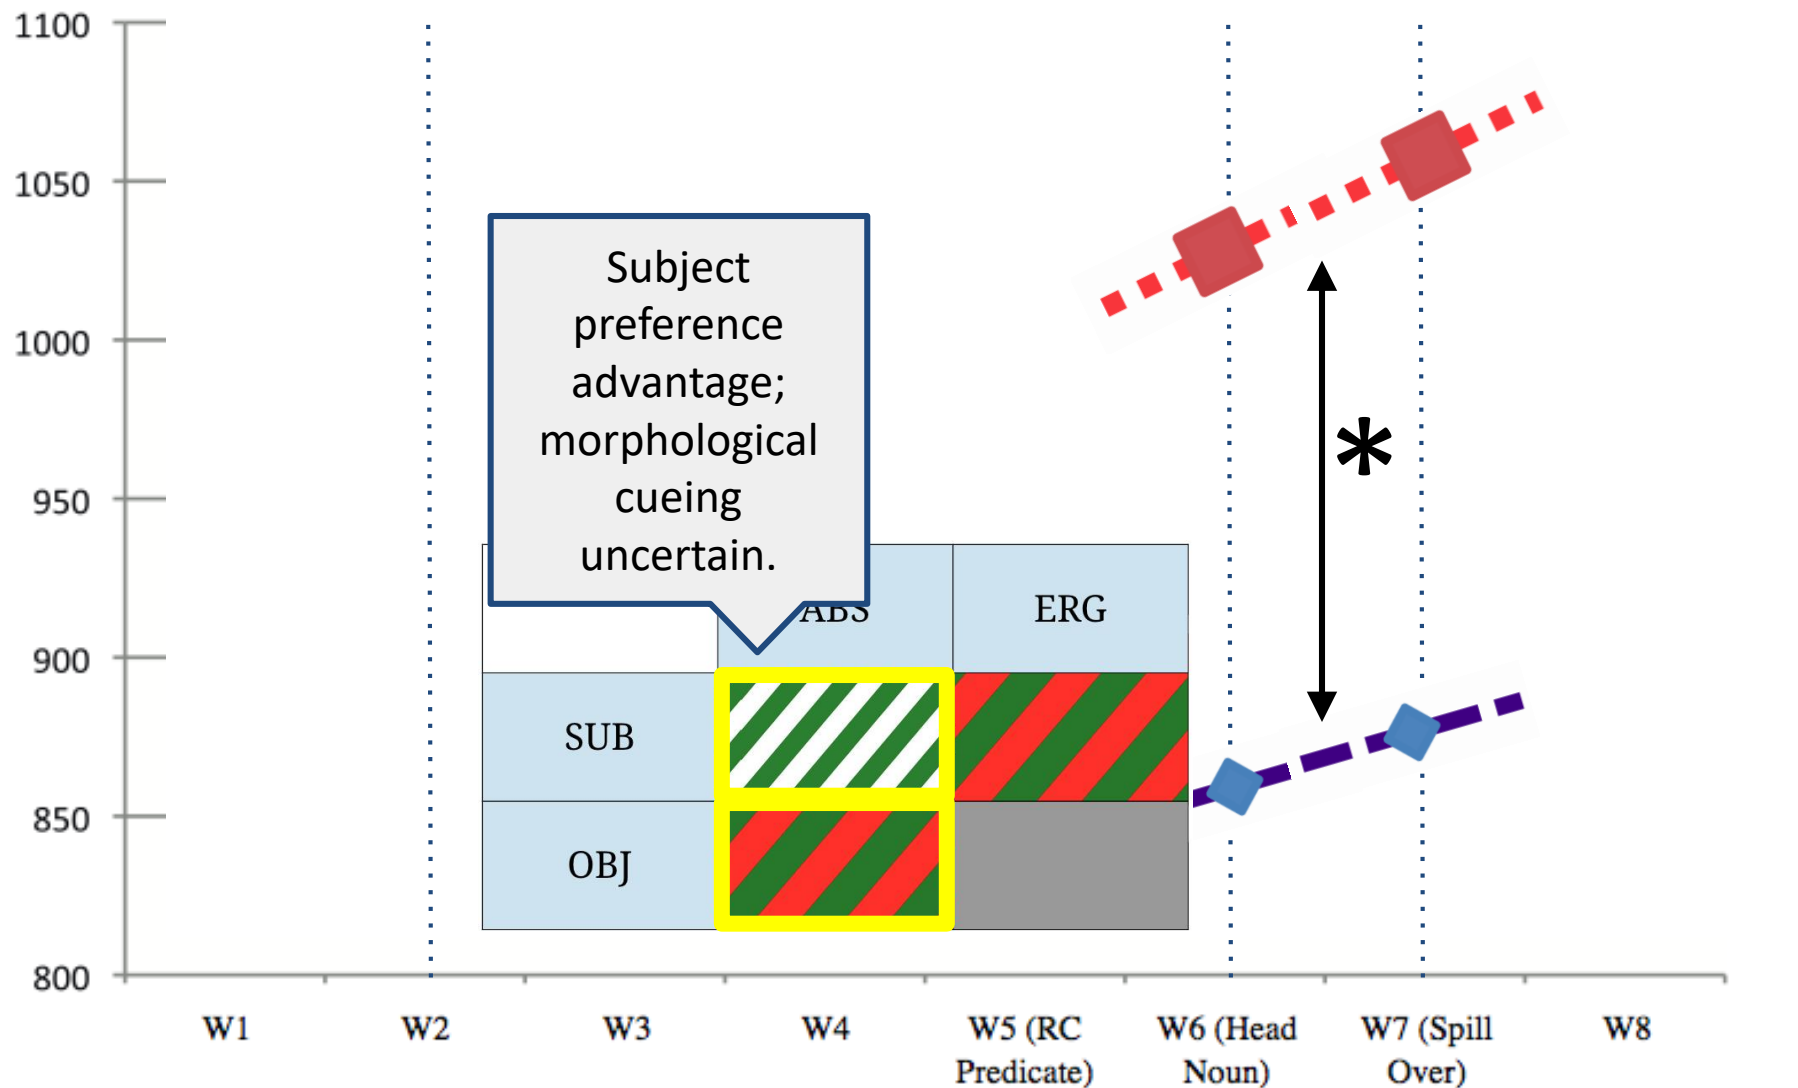 1100
1050
1000
950
900
850
800
Subject
preference
advantage;
morphological
cueing
uncertain.
*
ABS
ERG
SUB
OBJ
W1
W2
W3
W4
W5 (RC
Predicate)
W6 (Head
Noun)
W7 (Spill
Over)
W8